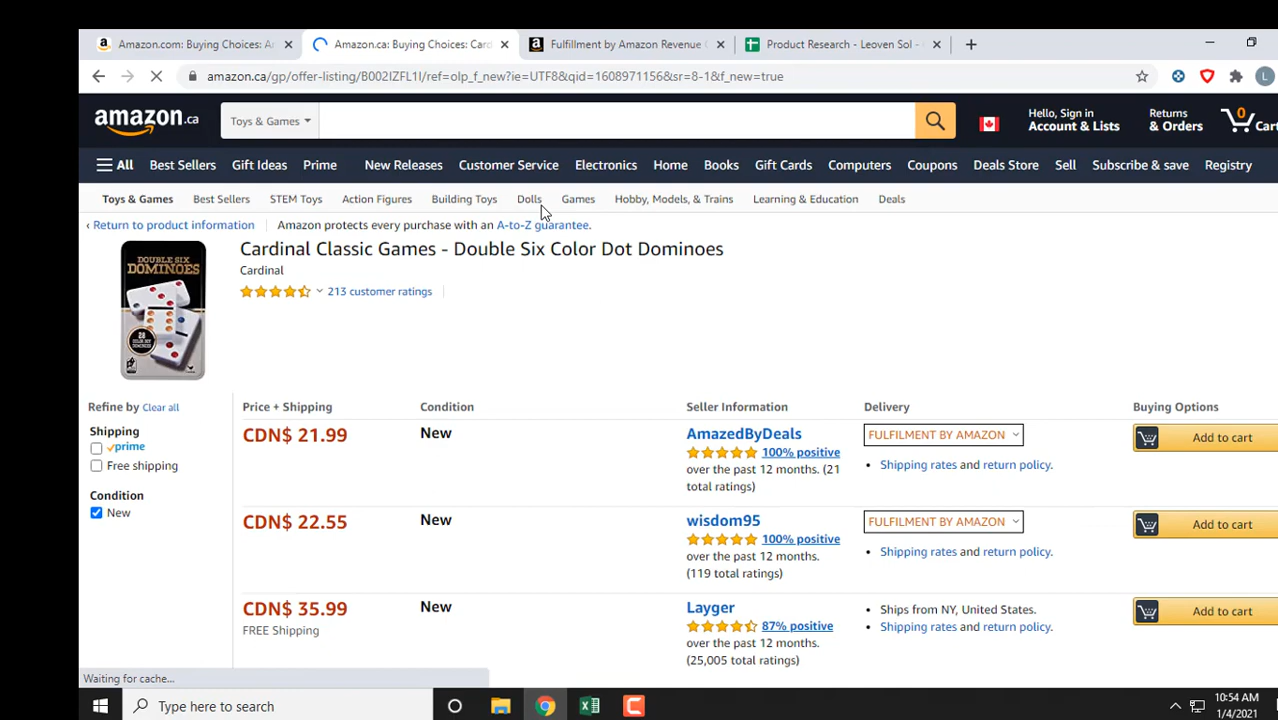 Amazon.com: Buying Choices: Ar
Amazon.ca: Buying Choices: Card
Fulfillment by Amazon Revenue C
Product Research - Leoven Sol -
amazon.ca/gp/offer-listing/B002IZFL1I/ref=olp_f_new?ie=UTF8&qid=1608971156&sr=8-1&f_new=true
L
amazon.ca
Toys & Games
Hello, Sign in
Account & Lists
Returns
& Orders
0
Cart
All Best Sellers Gift Ideas Prime New Releases Customer Service Electronics Home Books Gift Cards Computers Coupons Deals Store Sell Subscribe & save Registry
Toys & Games Best Sellers STEM Toys Action Figures Building Toys Dolls Games Hobby, Models, & Trains Learning & Education Deals
‹ Return to product information Amazon protects every purchase with an A-to-Z guarantee.
Cardinal Classic Games - Double Six Color Dot Dominoes
Cardinal
213 customer ratings
DOUBLE SIX
DOMINOES
Refine by Clear all
Shipping
prime
Free shipping
Condition
New
Price + Shipping Condition Seller Information Delivery Buying Options
CDN$ 21.99 New AmazedByDeals FULFILMENT BY AMAZON Add to cart
100% positive
over the past 12 months. (21
total ratings)
• Shipping rates and return policy.
CDN$ 22.55 New wisdom95 FULFILMENT BY AMAZON Add to cart
100% positive
over the past 12 months.
(119 total ratings)
• Shipping rates and return policy.
CDN$ 35.99 New Layger • Ships from NY, United States. Add to cart
FREE Shipping
87% positive
over the past 12 months.
(25,005 total ratings)
• Shipping rates and return policy.
Waiting for cache...
Type here to search
10:54 AM
1/4/2021